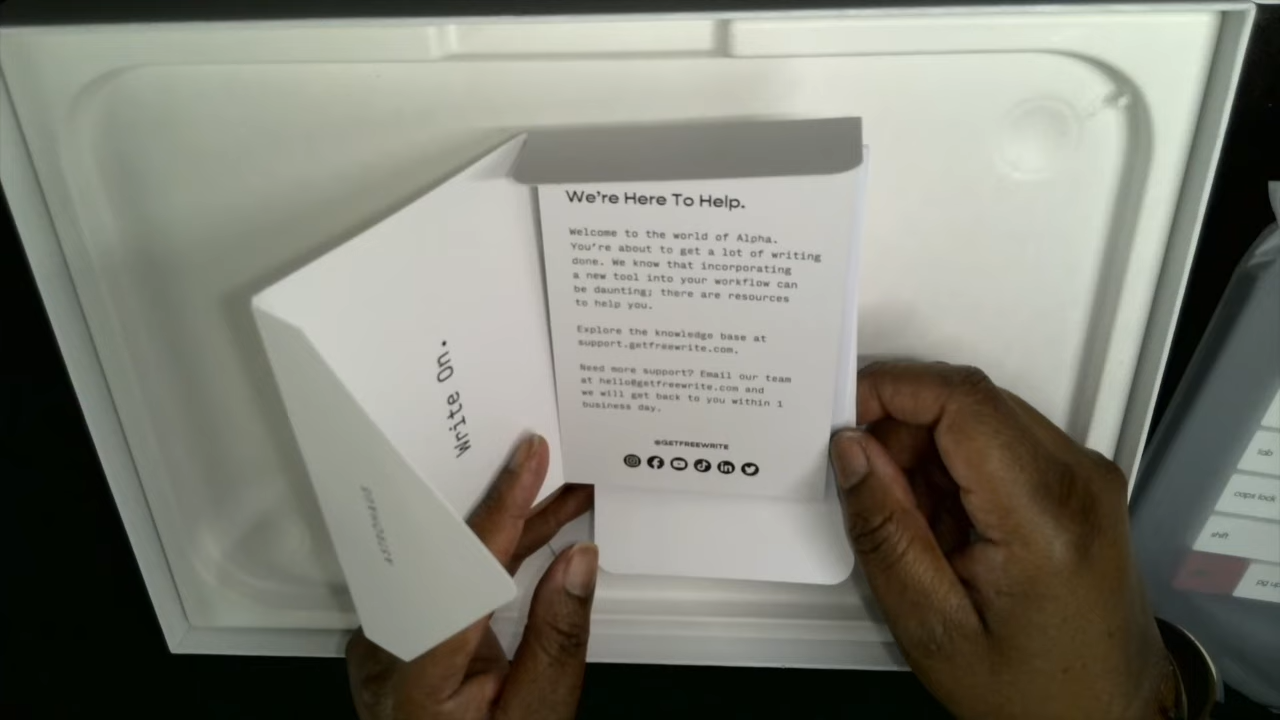 We're Here To Help.
Welcome to the world of Alpha.
You're about to get a lot of writing
done. We know that incorporating
a new tool into your workflow can
be daunting; there are resources
to help you.
Explore the knowledge base at
support.getfreewrite.com.
Need more support? Email our team
at hello@getfreewrite.com and
we will get back to you within 1
business day.
@GETFREEWRITE
Write On.
ASTROHAUS
tab
caps lock
shift
pg up